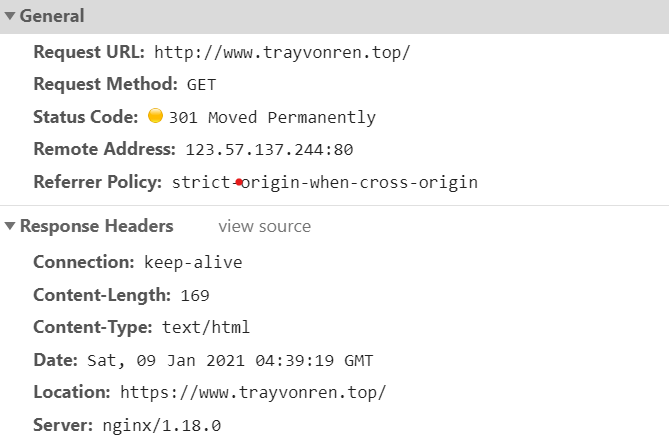 General
Request URL: http://www.trayvonren.top/
Request Method: GET
Status Code: 301 Moved Permanently
Remote Address: 123.57.137.244:80
Referrer Policy: strict-origin-when-cross-origin
Response Headers view source
Connection: keep-alive
Content-Length: 169
Content-Type: text/html
Date: Sat, 09 Jan 2021 04:39:19 GMT
Location: https://www.trayvonren.top/
Server: nginx/1.18.0